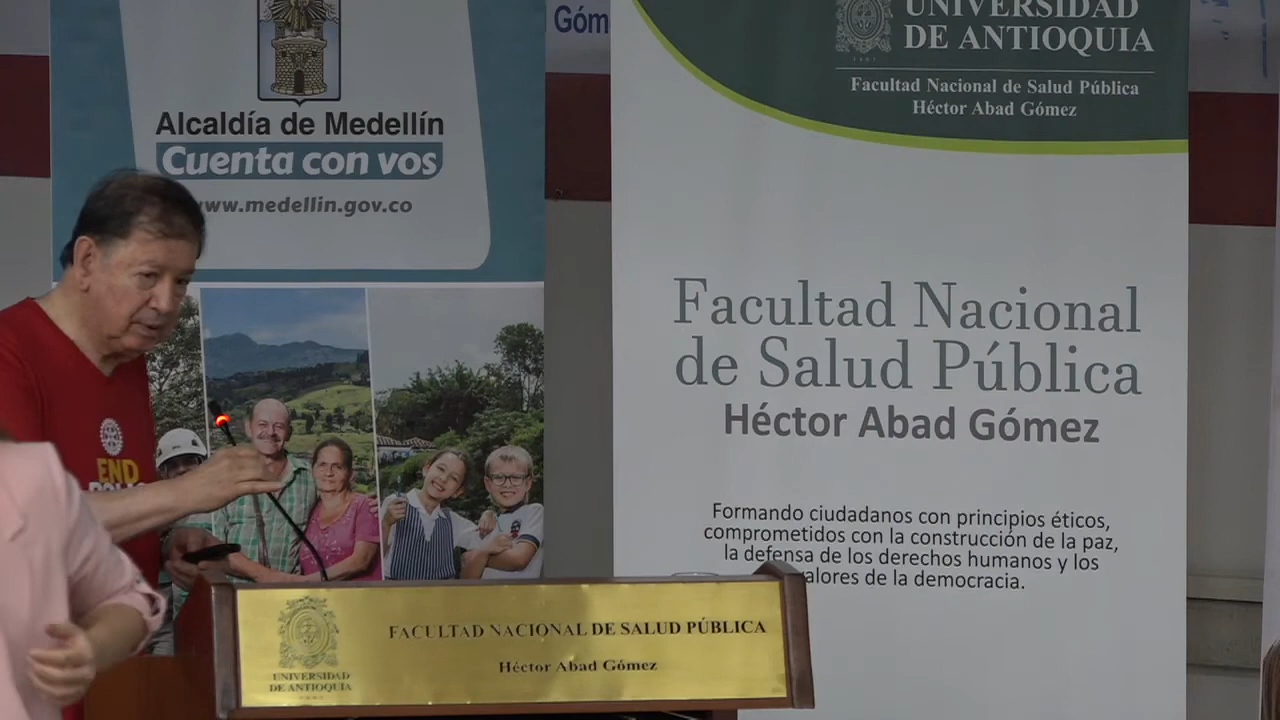 Alcaldía de Medellín
Cuenta con vos
www.medellin.gov.co
Góm
UNIVERSIDAD
DE ANTIOQUIA
Facultad Nacional de Salud Pública
Héctor Abad Gómez
Facultad Nacional
de Salud Pública
Héctor Abad Gómez
Formando ciudadanos con principios éticos,
comprometidos con la construcción de la paz,
la defensa de los derechos humanos y los
valores de la democracia.
END
FACULTAD NACIONAL DE SALUD PÚBLICA
Héctor Abad Gómez
UNIVERSIDAD
DE ANTIOQUIA